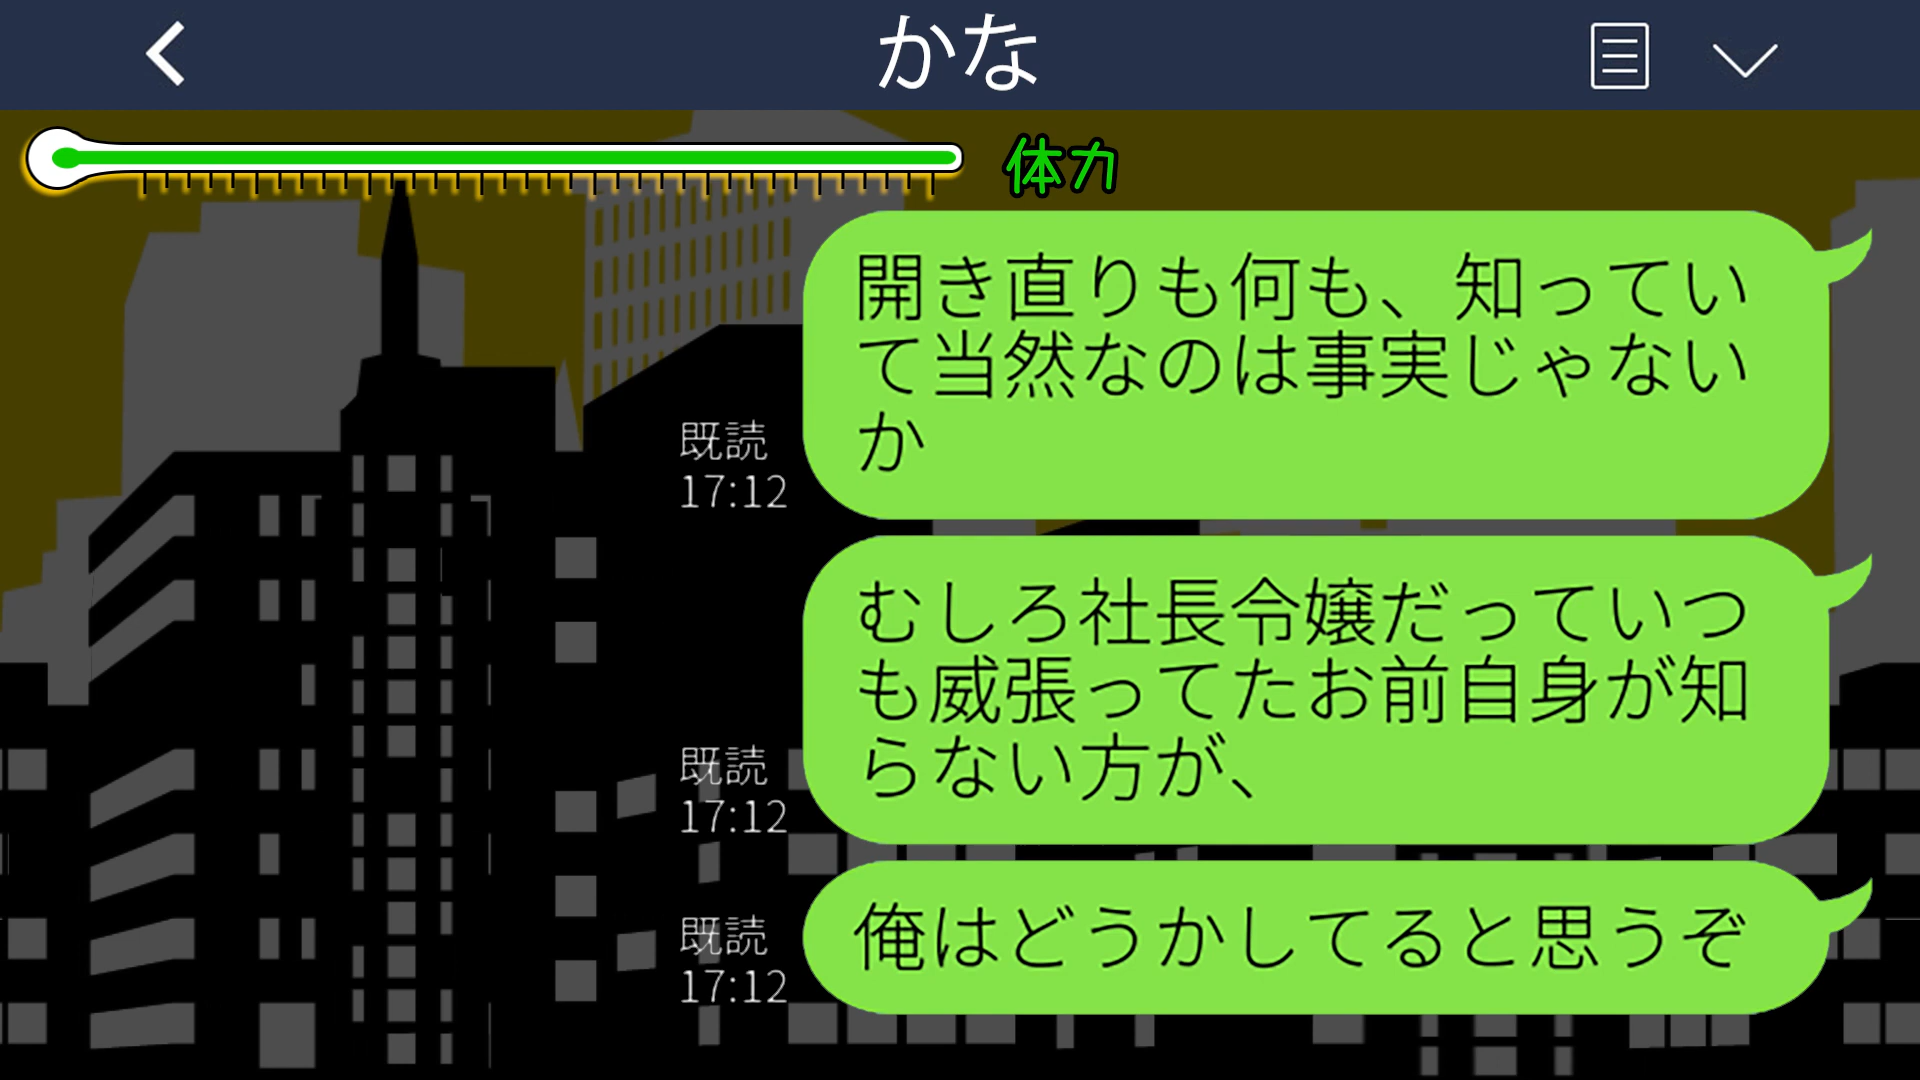 かな
体力
開き直りも何も、知ってい
て当然なのは事実じゃない
か
既読
17:12
むしろ社長令嬢だっていつ
も威張ってたお前自身が知
らない方が、
既読
17:12
俺はどうかしてると思うぞ
既読
17:12